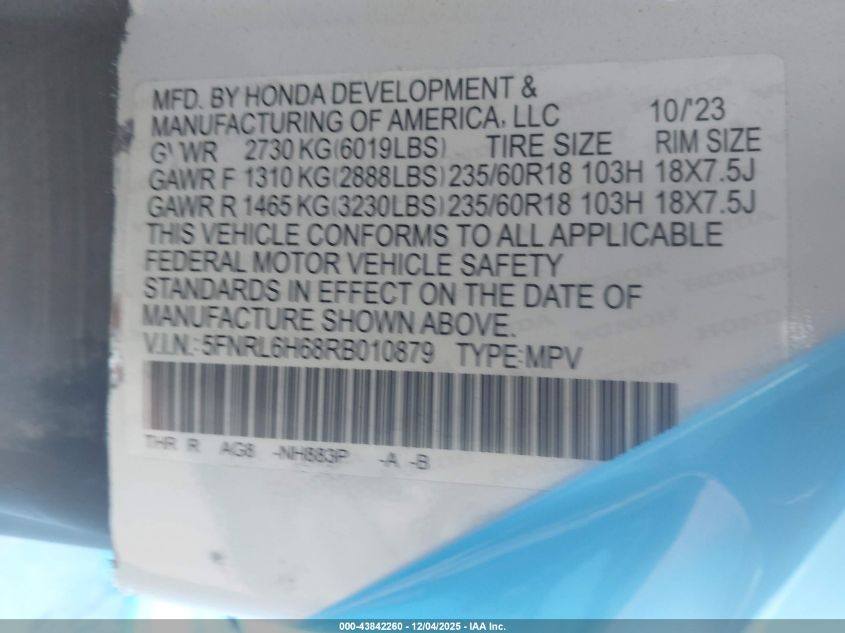 MFD. BY HONDA DEVELOPMENT &
MANUFACTURING OF AMERICA, LLC 10/'23
GVWR 2730 KG(6019LBS) TIRE SIZE RIM SIZE
GAWR F 1310 KG(2888LBS) 235/60R18 103H 18X7.5J
GAWR R 1465 KG(3230LBS) 235/60R18 103H 18X7.5J
THIS VEHICLE CONFORMS TO ALL APPLICABLE
FEDERAL MOTOR VEHICLE SAFETY
STANDARDS IN EFFECT ON THE DATE OF
MANUFACTURE SHOWN ABOVE.
V.I.N.: 5FNRL6H68RB010879 TYPE: MPV
THR R AG8 -NH883P -A -B
000-43842260 - 12/04/2025 - IAA Inc.